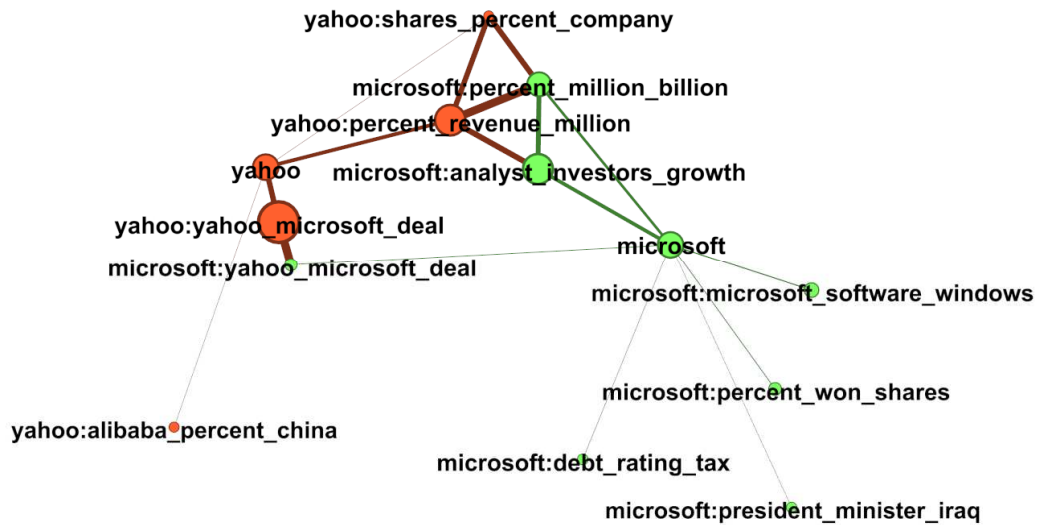 yahoo:shares_percent_company
microsoft:percent_million_billion
yahoo:percent_revenue_million
yahoo
microsoft:analyst_investors_growth
yahoo:yahoo_microsoft_deal
microsoft
microsoft:yahoo_microsoft_deal
microsoft:microsoft_software_windows
microsoft:percent_won_shares
yahoo:alibaba_percent_china
microsoft:debt_rating_tax
microsoft:president_minister_iraq